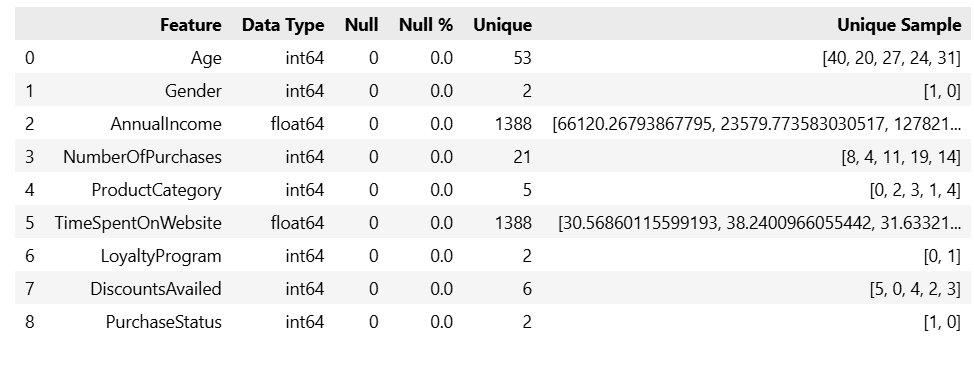 Feature Data Type Null Null % Unique Unique Sample
0 Age int64 0 0.0 53 [40, 20, 27, 24, 31]
1 Gender int64 0 0.0 2 [1, 0]
2 AnnualIncome float64 0 0.0 1388 [66120.26793867795, 23579.773583030517, 127821...
3 NumberOfPurchases int64 0 0.0 21 [8, 4, 11, 19, 14]
4 ProductCategory int64 0 0.0 5 [0, 2, 3, 1, 4]
5 TimeSpentOnWebsite float64 0 0.0 1388 [30.56860115599193, 38.2400966055442, 31.63321...
6 LoyaltyProgram int64 0 0.0 2 [0, 1]
7 DiscountsAvailed int64 0 0.0 6 [5, 0, 4, 2, 3]
8 PurchaseStatus int64 0 0.0 2 [1, 0]